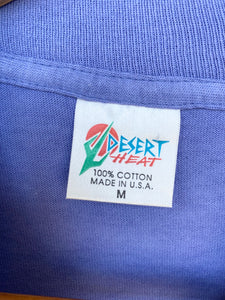 DESERT
HEAT
100% COTTON
MADE IN U.S.A.
M